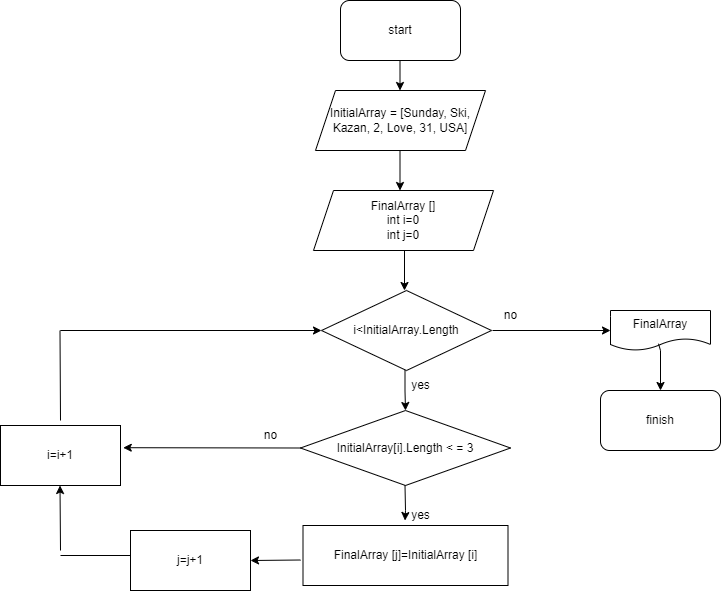 start
InitialArray = [Sunday, Ski,
Kazan, 2, Love, 31, USA]
FinalArray []
int i=0
int j=0
i<InitialArray.Length
no
FinalArray
yes
finish
no
InitialArray[i].Length < = 3
i=i+1
yes
FinalArray [j]=InitialArray [i]
j=j+1